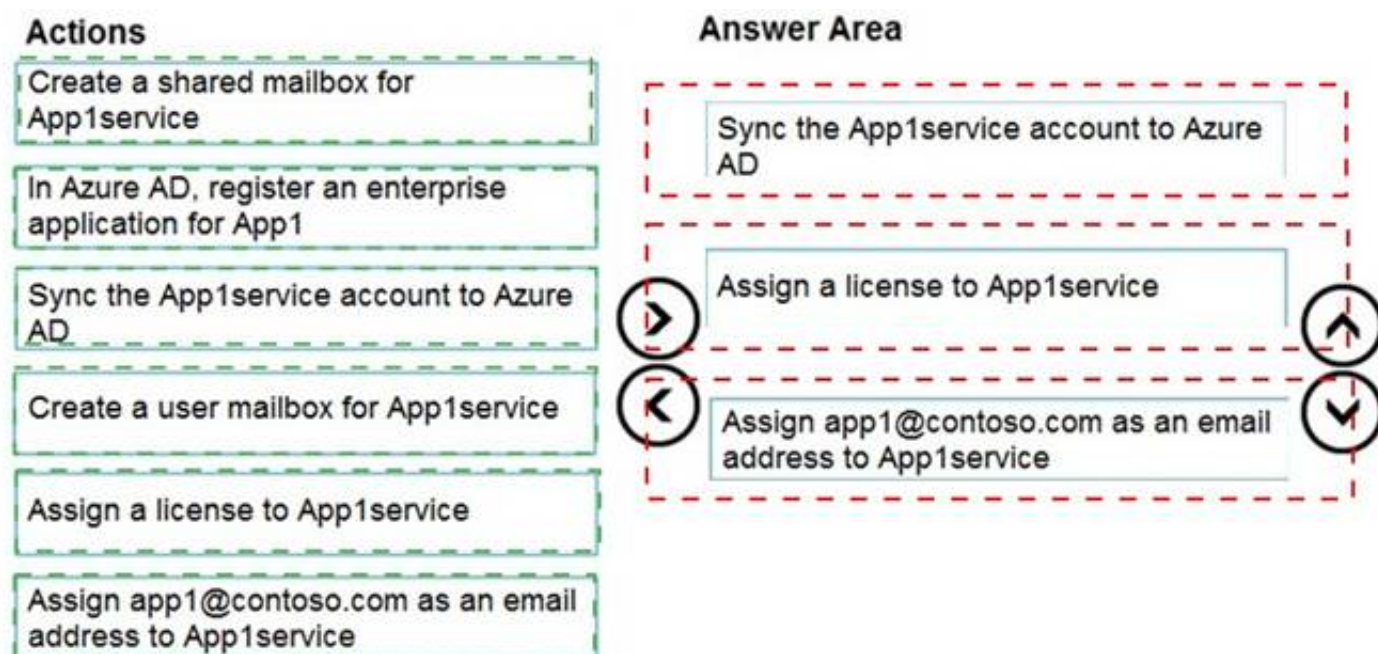 Actions
Create a shared mailbox for
App1service
In Azure AD, register an enterprise
application for App1
Sync the App1service account to Azure
AD
Create a user mailbox for App1service
Assign a license to App1service
Assign app1@contoso.com as an email
address to App1service
Answer Area
Sync the App1service account to Azure
AD
Assign a license to App1service
Assign app1@contoso.com as an email
address to App1service